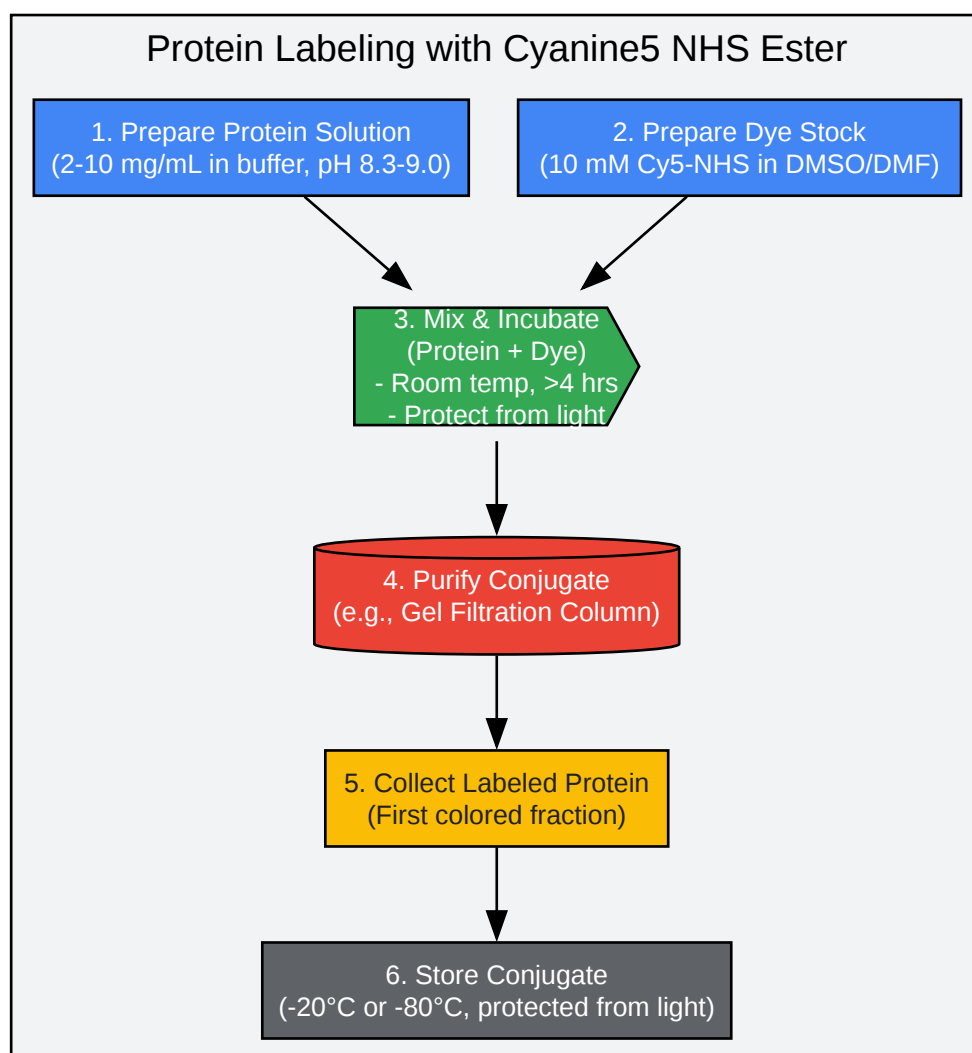 Protein Labeling with Cyanine5 NHS Ester
1. Prepare Protein Solution
(2-10 mg/mL in buffer, pH 8.3-9.0)
2. Prepare Dye Stock
(10 mM Cy5-NHS in DMSO/DMF)
3. Mix & Incubate
(Protein + Dye)
- Room temp, >4 hrs
- Protect from light
4. Purify Conjugate
(e.g., Gel Filtration Column)
5. Collect Labeled Protein
(First colored fraction)
6. Store Conjugate
(-20°C or -80°C, protected from light)